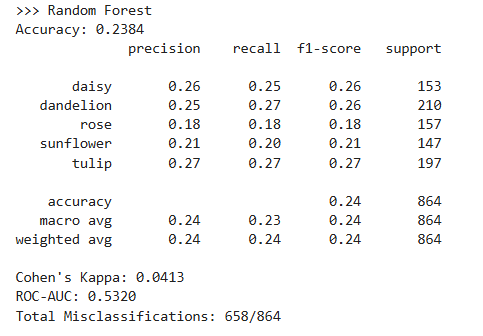 >>> Random Forest
Accuracy: 0.2384
precision recall f1-score support
daisy 0.26 0.25 0.26 153
dandelion 0.25 0.27 0.26 210
rose 0.18 0.18 0.18 157
sunflower 0.21 0.20 0.21 147
tulip 0.27 0.27 0.27 197
accuracy 0.24 864
macro avg 0.24 0.23 0.24 864
weighted avg 0.24 0.24 0.24 864
Cohen's Kappa: 0.0413
ROC-AUC: 0.5320
Total Misclassifications: 658/864